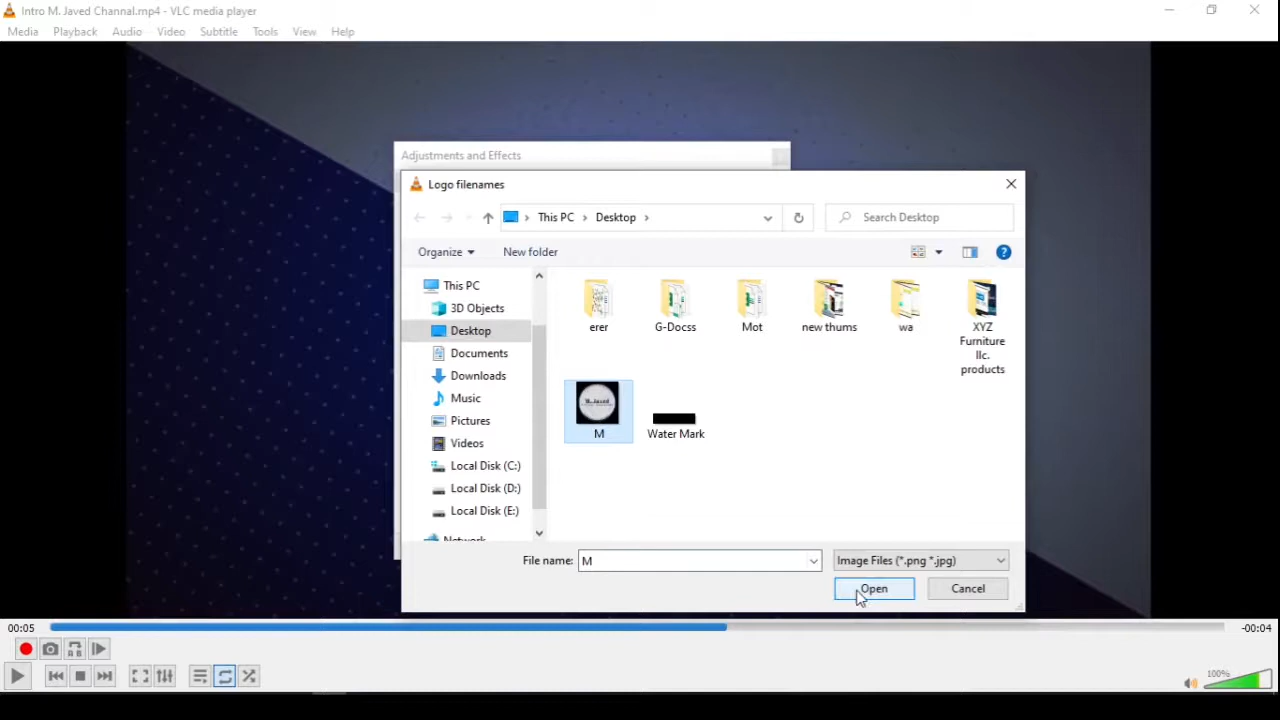 Intro M. Javed Channel.mp4 - VLC media player
Media Playback Audio Video Subtitle Tools View Help
Adjustments and Effects
Logo filenames
This PC > Desktop >
Search Desktop
Organize
New folder
This PC
3D Objects
Desktop
Documents
Downloads
Music
Pictures
Videos
Local Disk (C:)
Local Disk (D:)
Local Disk (E:)
Network
erer
G-Docss
Mot
new thums
wa
XYZ
Furniture
llc.
products
M. Javed
M
Water Mark
File name: M
Image Files (*.png *.jpg)
Open
Cancel
00:05
-00:04
100%